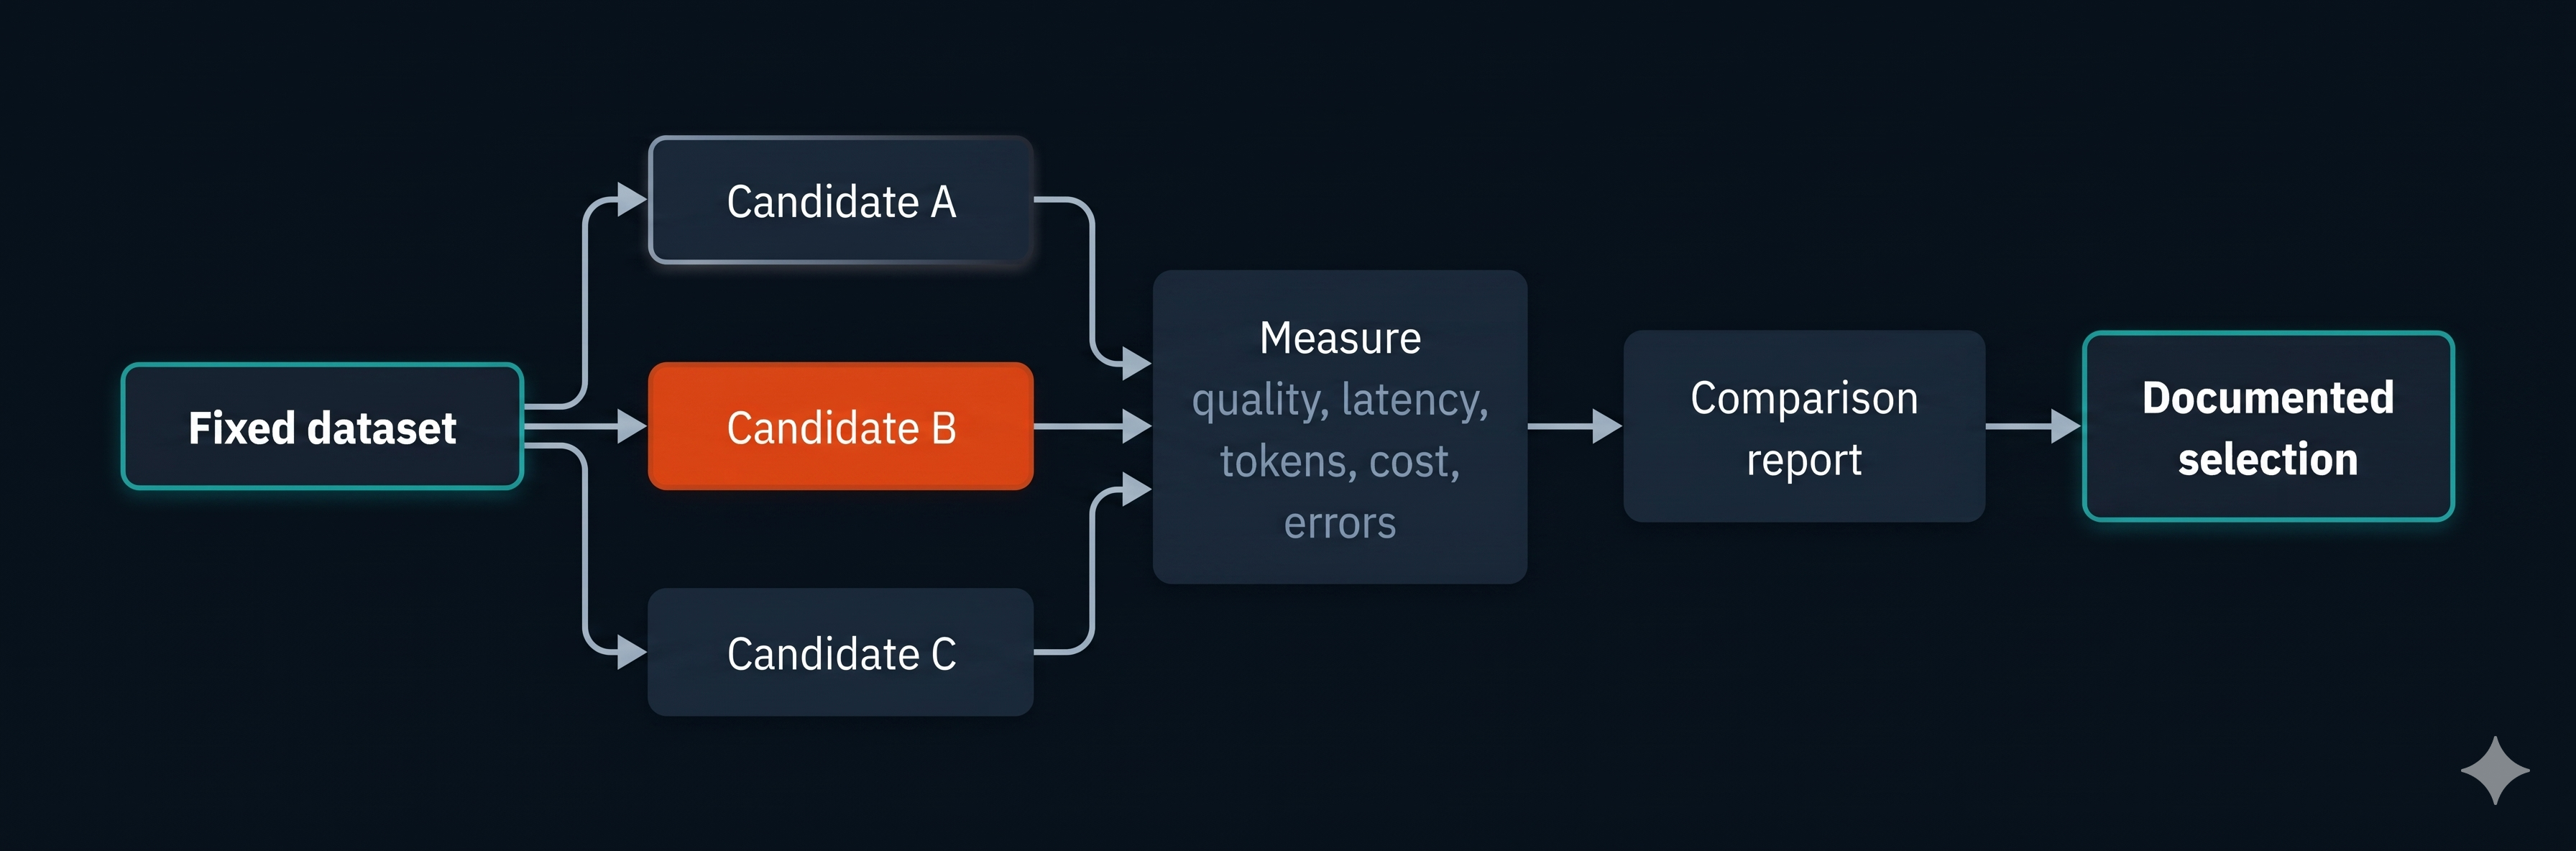 Fixed dataset
Candidate A
Candidate B
Candidate C
Measure
quality, latency,
tokens, cost,
errors
Comparison
report
Documented
selection